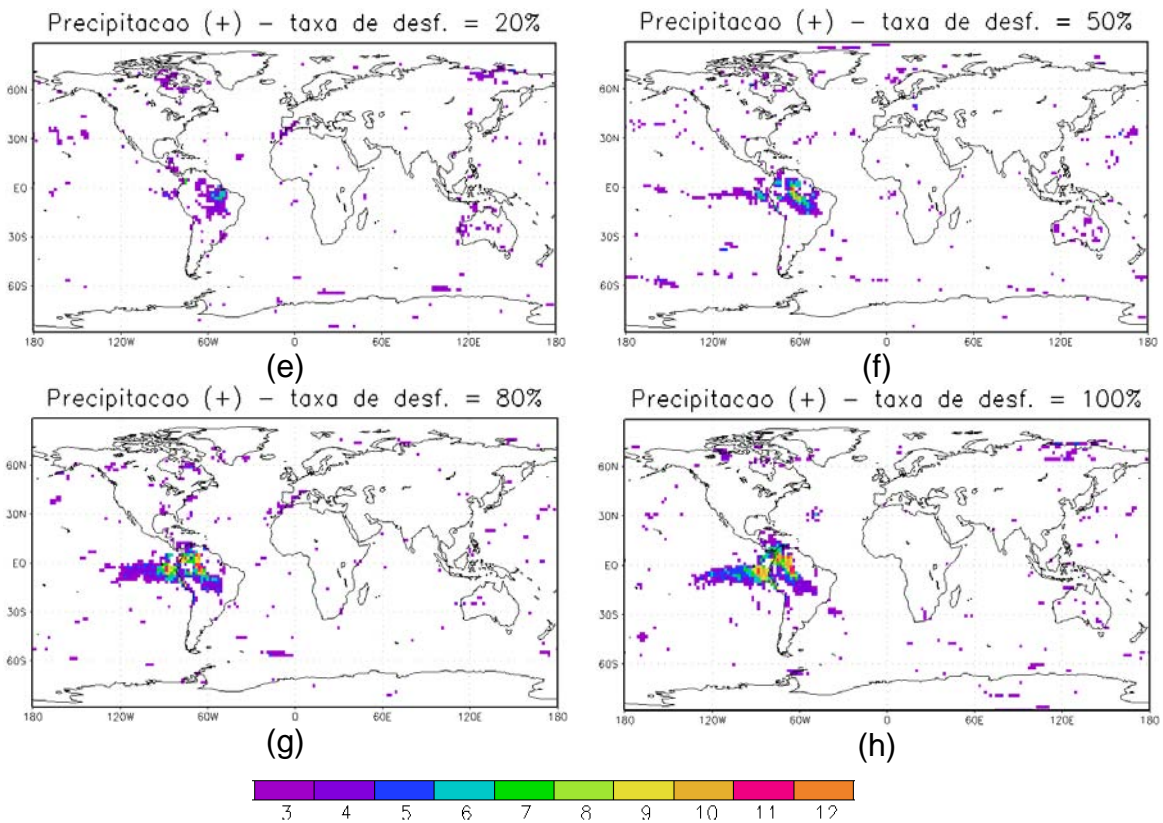 Precipitacao (+) - taxa de desf. = 20%
Precipitacao (+) - taxa de desf. = 50%
60N
30N
EQ
30S
60S
180 120W 60W 0 60E 120E 180
60N
30N
EQ
30S
60S
180 120W 60W 0 60E 120E 180
(e)
(f)
Precipitacao (+) - taxa de desf. = 80%
Precipitacao (+) - taxa de desf. = 100%
60N
30N
EQ
30S
60S
180 120W 60W 0 60E 120E 180
60N
30N
EQ
30S
60S
180 120W 60W 0 60E 120E 180
(g)
(h)
3 4 5 6 7 8 9 10 11 12